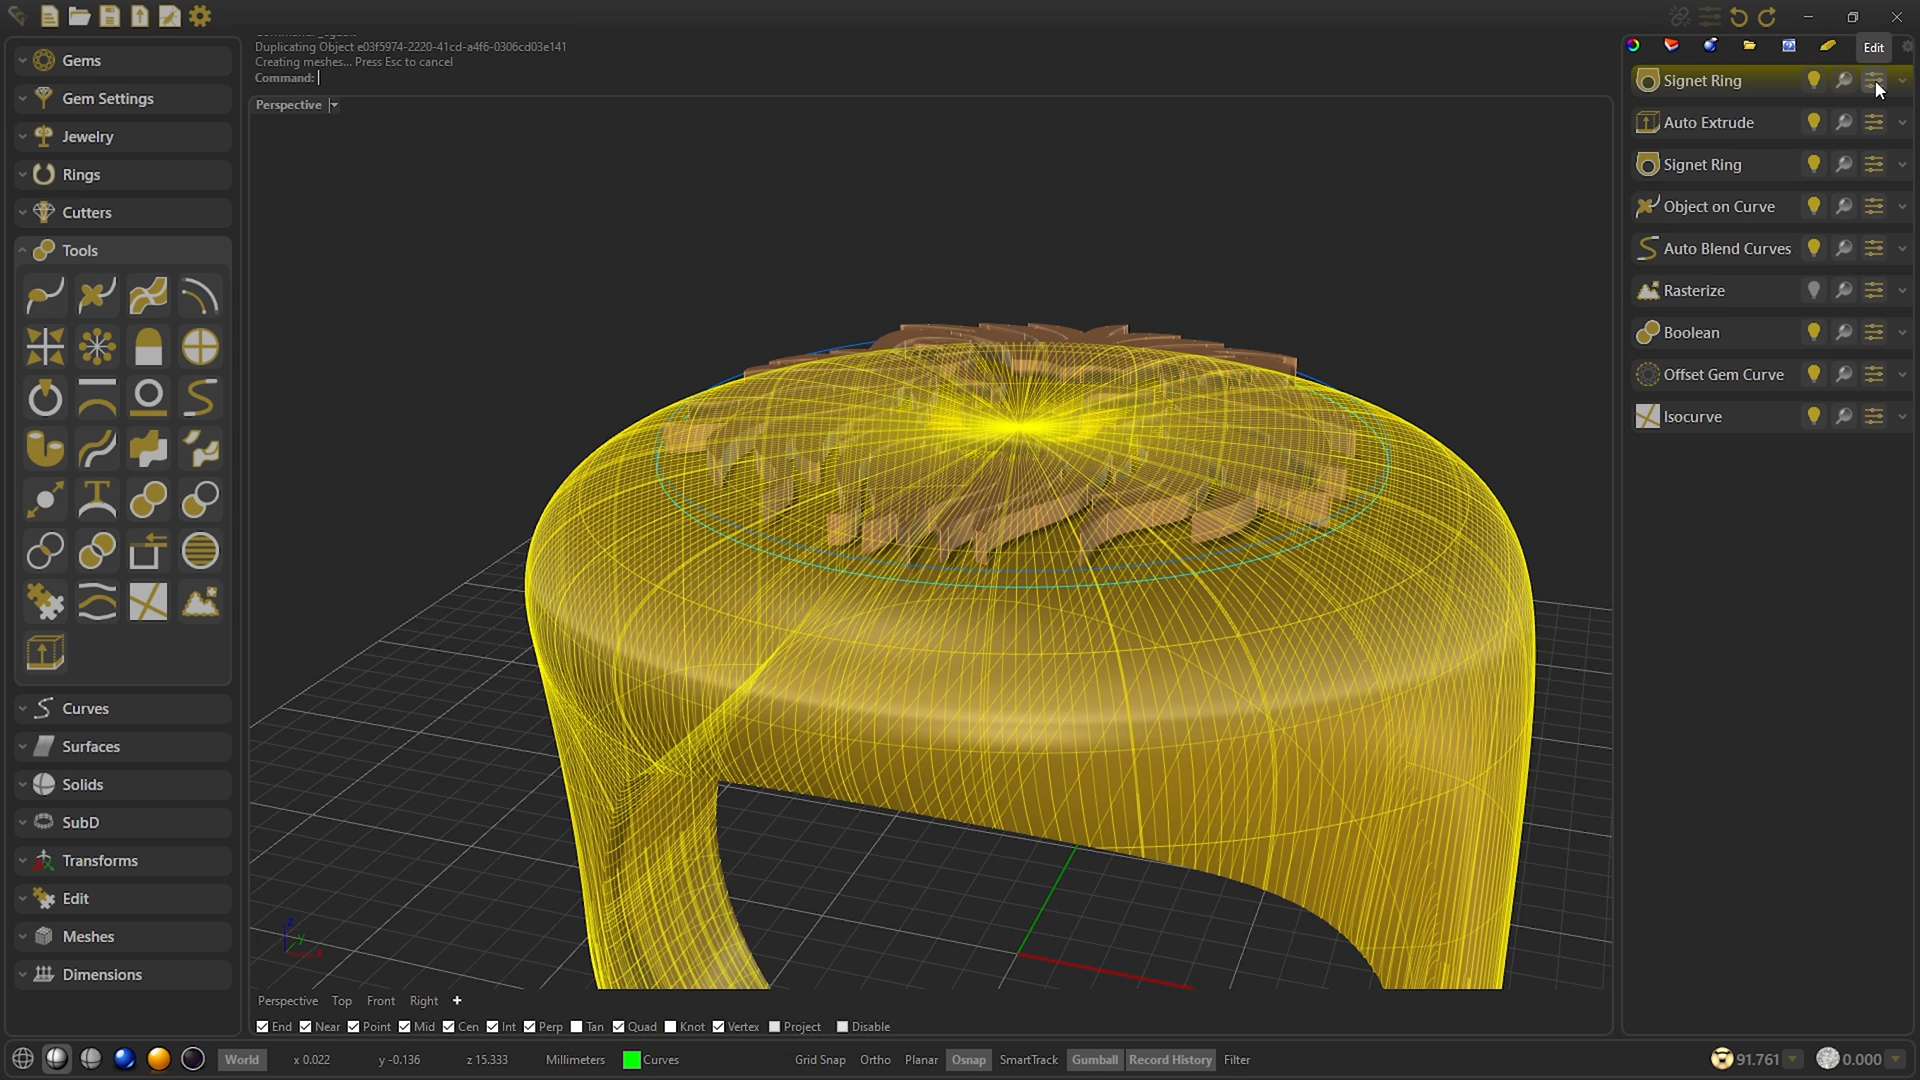 Duplicating Object e03f5974-2220-41cd-a4f6-0306cd03e141
Creating meshes... Press Esc to cancel
Command:
Perspective
Gems
Gem Settings
Jewelry
Rings
Cutters
Tools
Curves
Surfaces
Solids
SubD
Transforms
Edit
Meshes
Dimensions
Edit
Signet Ring
Auto Extrude
Signet Ring
Object on Curve
Auto Blend Curves
Rasterize
Boolean
Offset Gem Curve
Isocurve
z
y
x
Perspective Top Front Right
End Near Point Mid Cen Int Perp Tan Quad Knot Vertex Project Disable
World x 0.022 y -0.136 z 15.333 Millimeters Curves Grid Snap Ortho Planar Osnap SmartTrack Gumball Record History Filter 91.761 0.000